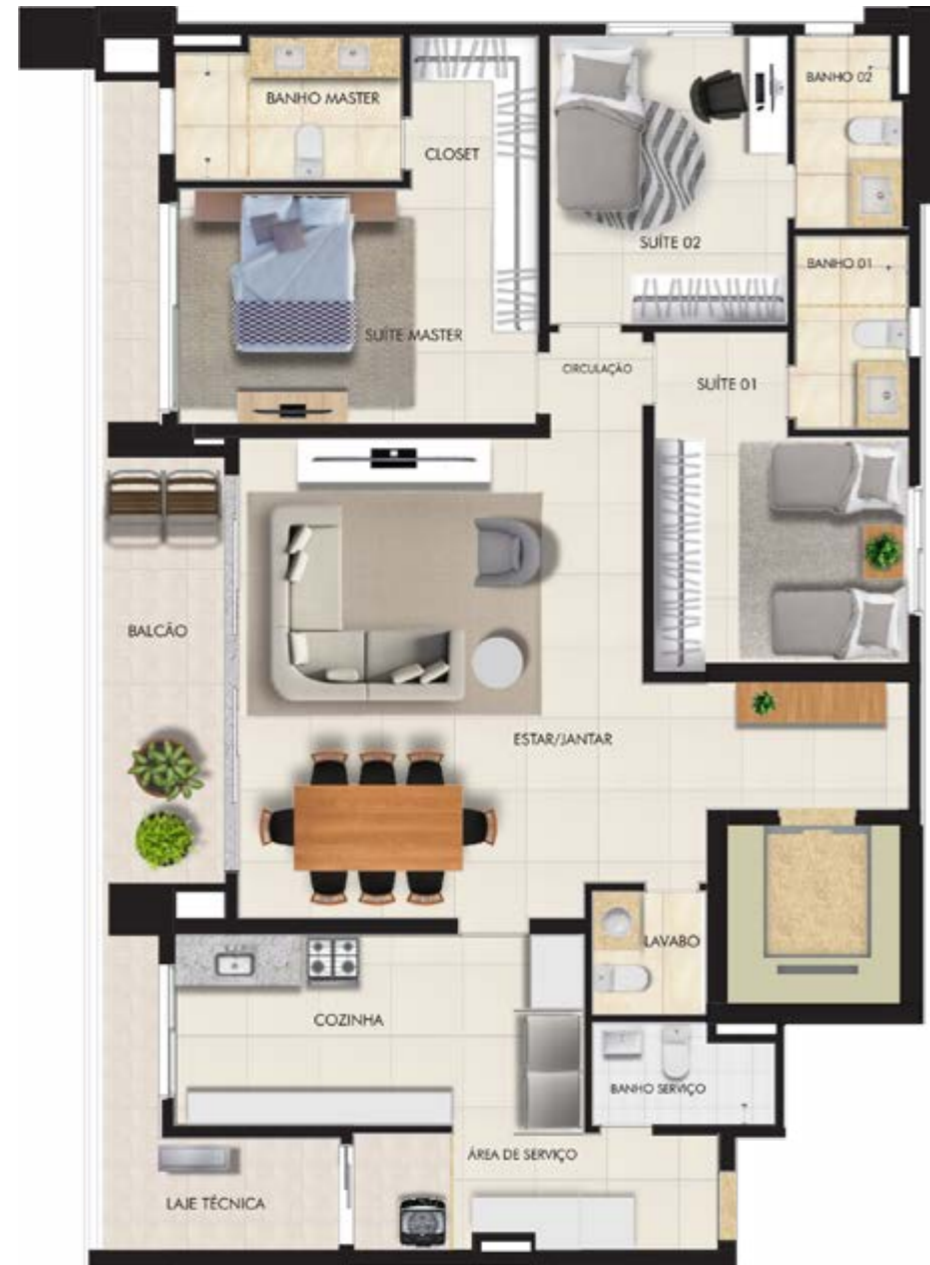 BANHO MASTER
CLOSET
BANHO 02
SUÍTE 02
BANHO 01
SUÍTE MASTER
CIRCULAÇÃO
SUÍTE 01
BALCÃO
ESTAR/JANTAR
LAVABO
COZINHA
BANHO SERVIÇO
ÁREA DE SERVIÇO
LAJE TÉCNICA